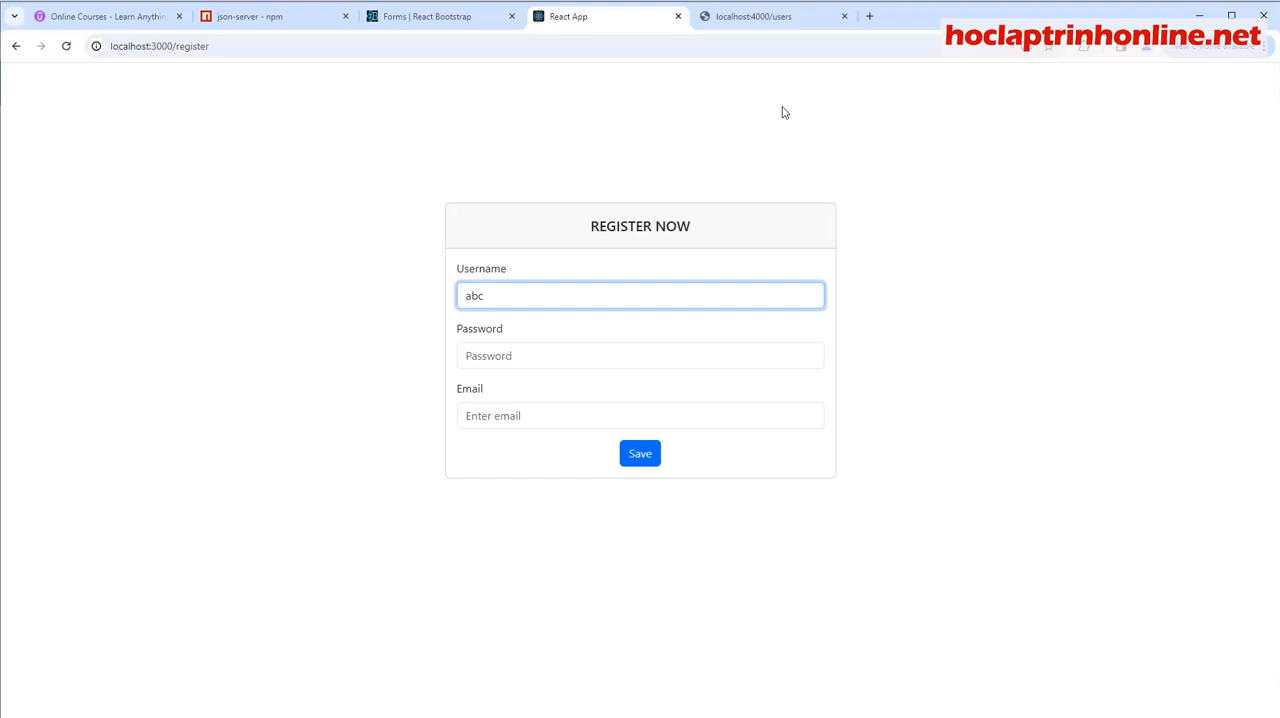 Online Courses - Learn Anythin
json-server - npm
Forms | React Bootstrap
React App
localhost:4000/users
localhost:3000/register
hoclaptrinhonline.net
REGISTER NOW
Username
abc
Password
Password
Email
Enter email
Save